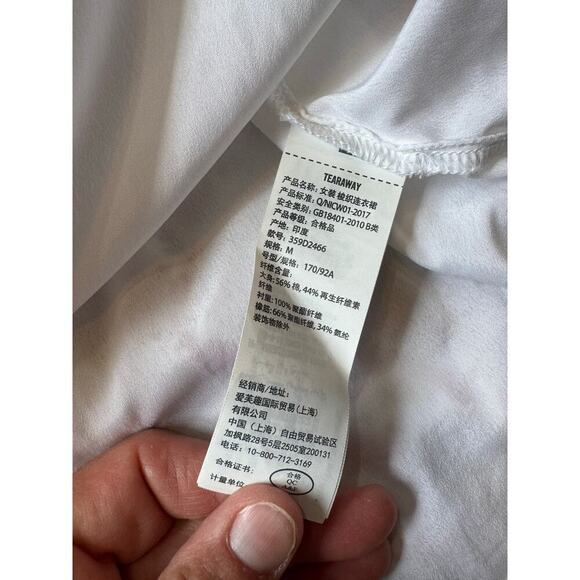 TEARAWAY
产品名称: 女装 梭织连衣裙
产品标准: Q/NICW01-2017
安全类别: GB18401-2010 B类
产品等级: 合格品
产地: 印度
款号: 359D2466
规格: M
号型/规格: 170/92A
纤维含量:
大身: 56% 棉, 44% 再生纤维素
纤维
衬里: 100% 聚酯纤维
橡筋: 66% 聚酯纤维, 34% 氨纶
装饰物除外
经销商/地址:
爱芙趣国际贸易(上海)
有限公司
中国(上海)自由贸易试验区
加枫路28号5层2505室200131
电话: 10-800-712-3169
合格证书:
合格
QC
计量单位: